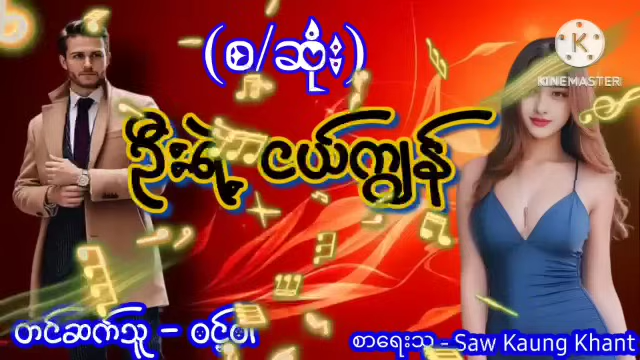 (စ/ဆုံး)
KINEMASTER
ဦးရဲ့ ငယ်ကျွန်
တင်ဆက်သူ - ဝင့်ဝါ
စာရေးသူ - Saw Kaung Khant